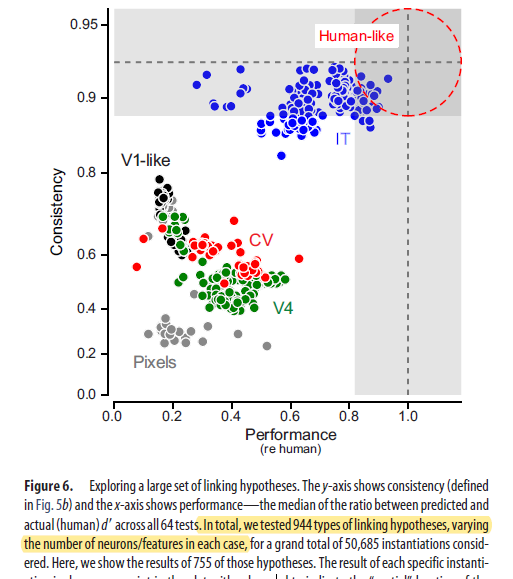 0.95
Human-like
0.9
IT
V1-like
0.8
Consistency
CV
0.6
V4
0.4
0.2
Pixels
0.0
0.0 0.2 0.4 0.6 0.8 1.0
Performance
(re human)
Figure 6. Exploring a large set of linking hypotheses. The y-axis shows consistency (defined
in Fig. 5b) and the x-axis shows performance—the median of the ratio between predicted and
actual (human) d′ across all 64 tests. In total, we tested 944 types of linking hypotheses, varying
the number of neurons/features in each case, for a grand total of 50,685 instantiations consid-
ered. Here, we show the results of 755 of those hypotheses. The result of each specific instanti-